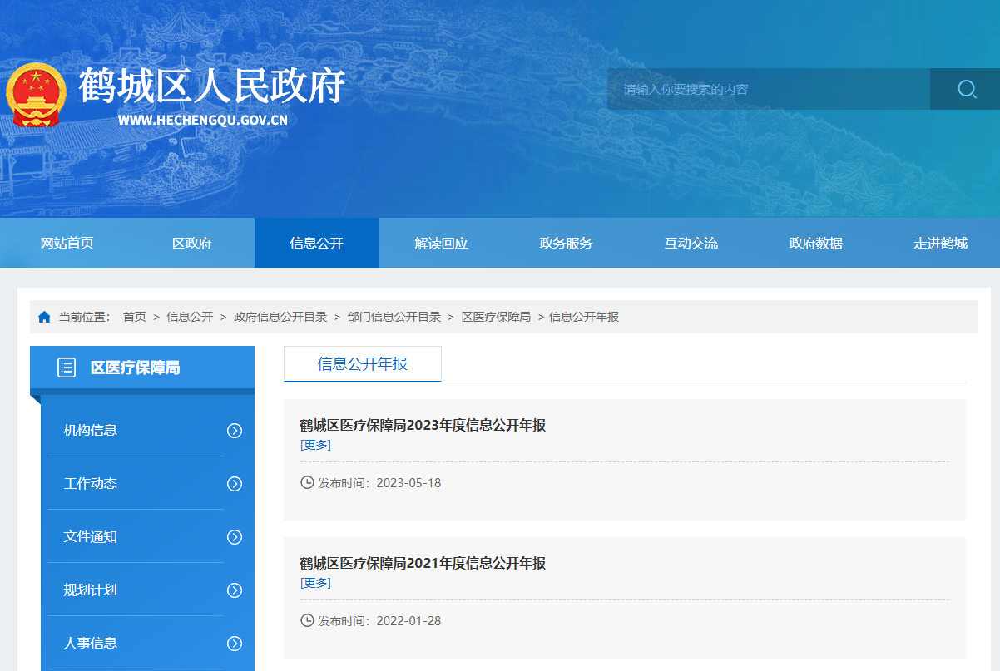 鹤城区人民政府
WWW.HECHENGQU.GOV.CN
请输入你要搜索的内容
网站首页 区政府 信息公开 解读回应 政务服务 互动交流 政府数据 走进鹤城
当前位置： 首页 > 信息公开 > 政府信息公开目录 > 部门信息公开目录 > 区医疗保障局 > 信息公开年报
区医疗保障局
机构信息
工作动态
文件通知
规划计划
人事信息
信息公开年报
鹤城区医疗保障局2023年度信息公开年报
[更多]
发布时间：2023-05-18
鹤城区医疗保障局2021年度信息公开年报
[更多]
发布时间：2022-01-28